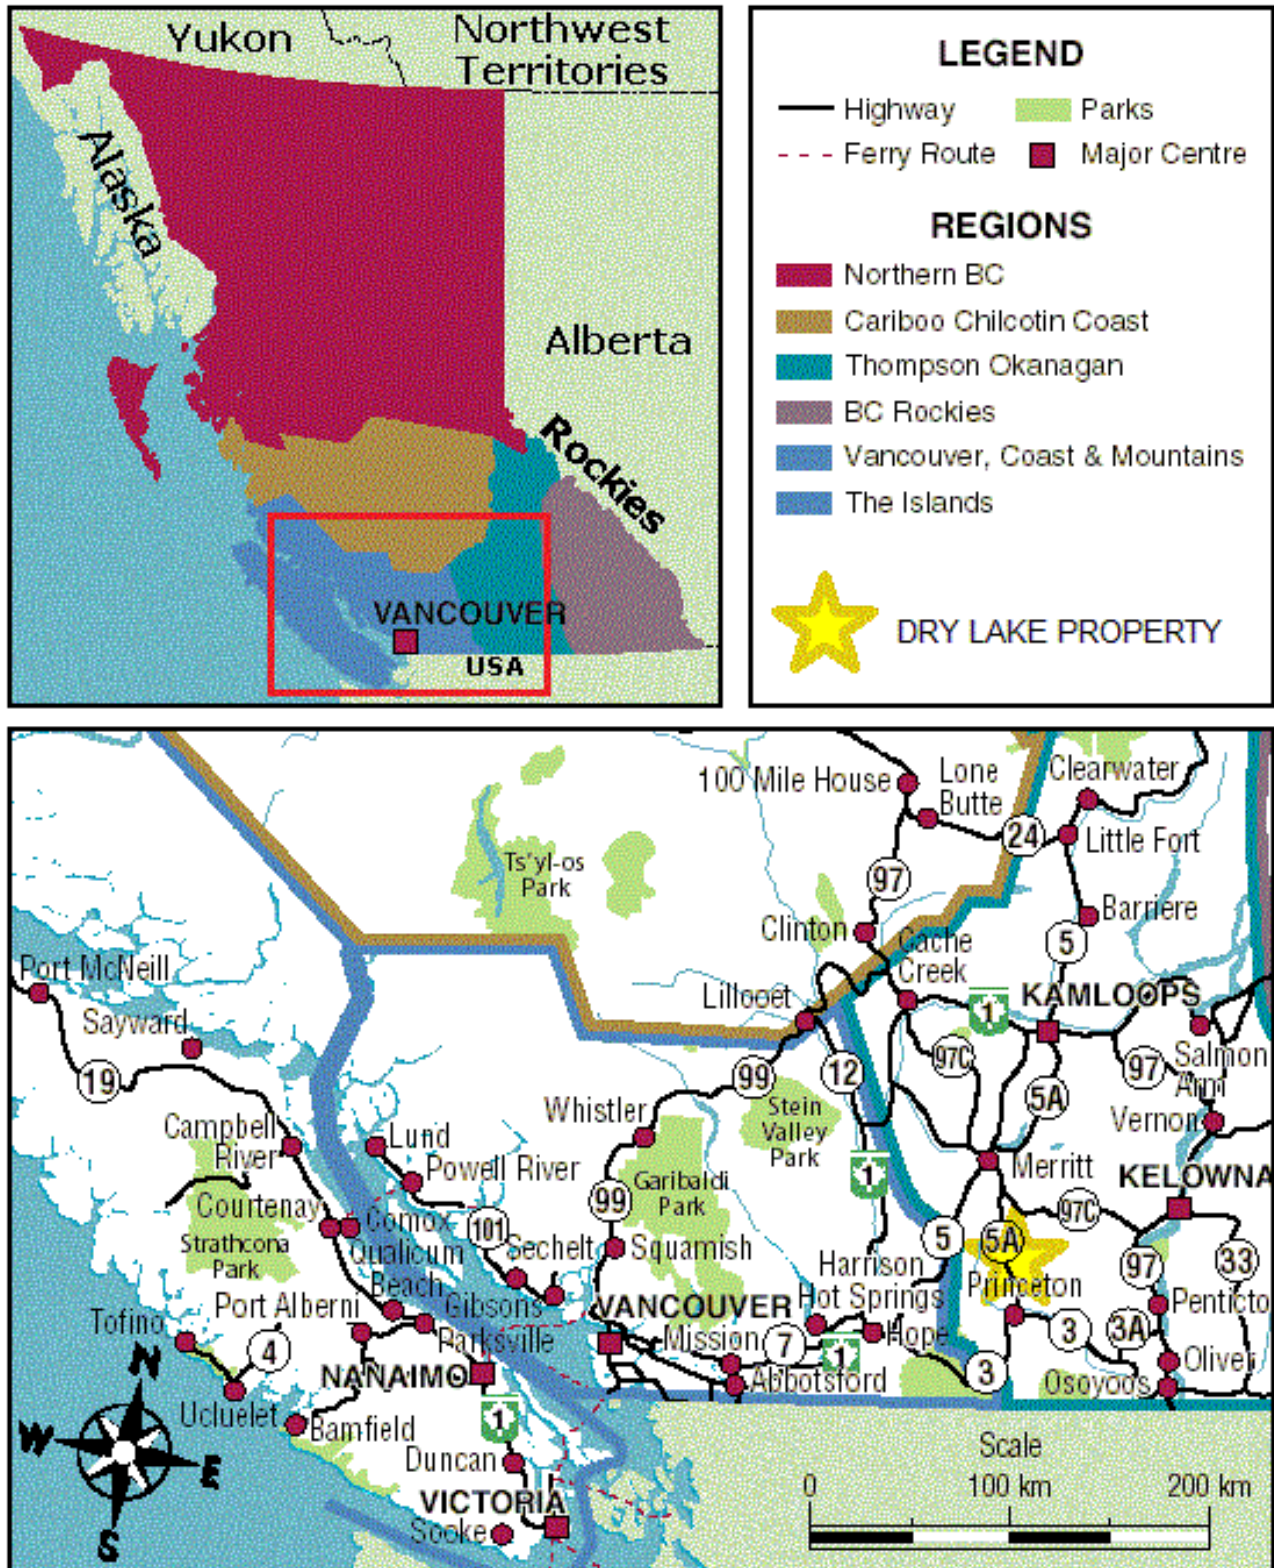 Yukon
Northwest
Territories
Alaska
Alberta
Rockies
VANCOUVER
USA
LEGEND
Highway
Parks
Ferry Route
Major Centre
REGIONS
Northern BC
Cariboo Chilcotin Coast
Thompson Okanagan
BC Rockies
Vancouver, Coast & Mountains
The Islands
DRY LAKE PROPERTY
100 Mile House
Lone
Butte
Clearwater
24
Little Fort
Ts'yl-os
Park
97
Barriere
Clinton
Cache
Creek
5
Port McNeill
Lillooet
1
KAMLOOPS
Sayward
19
99
12
97C
97
Salmon
Arm
5A
Whistler
Stein
Valley
Park
Vernon
Campbell
River
Lund
Powell River
Garibaldi
Park
1
Merritt
KELOWNA
Courtenay
Comox
101
99
97C
Strathcona
Park
Qualicum
Beach
Sechelt
Squamish
5
5A
97
33
Harrison
Hot Springs
Princeton
Port Alberni
Gibsons
VANCOUVER
Penticto
Tofino
4
Parksville
Mission
7
1
Hope
3
3A
N
NANAIMO
Abbotsford
3
Oliver
Osoyoos
Ucluelet
Bamfield
1
W
E
S
Duncan
VICTORIA
Sooke
Scale
0
100 km
200 km